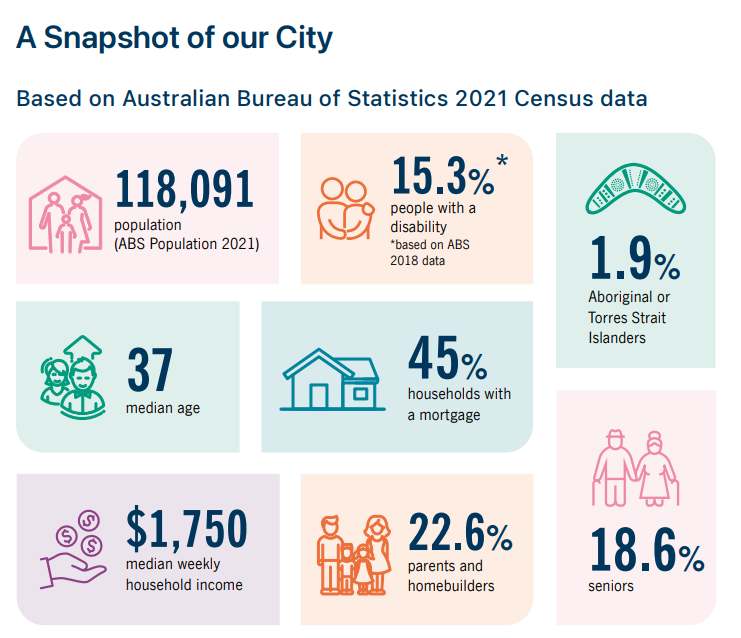 A Snapshot of our City
Based on Australian Bureau of Statistics 2021 Census data
118,091
population
(ABS Population 2021)
15.3%*
people with a
disability
*based on ABS
2018 data
1.9%
Aboriginal or
Torres Strait
Islanders
37
median age
45%
households with
a mortgage
$1,750
median weekly
household income
22.6%
parents and
homebuilders
18.6%
seniors